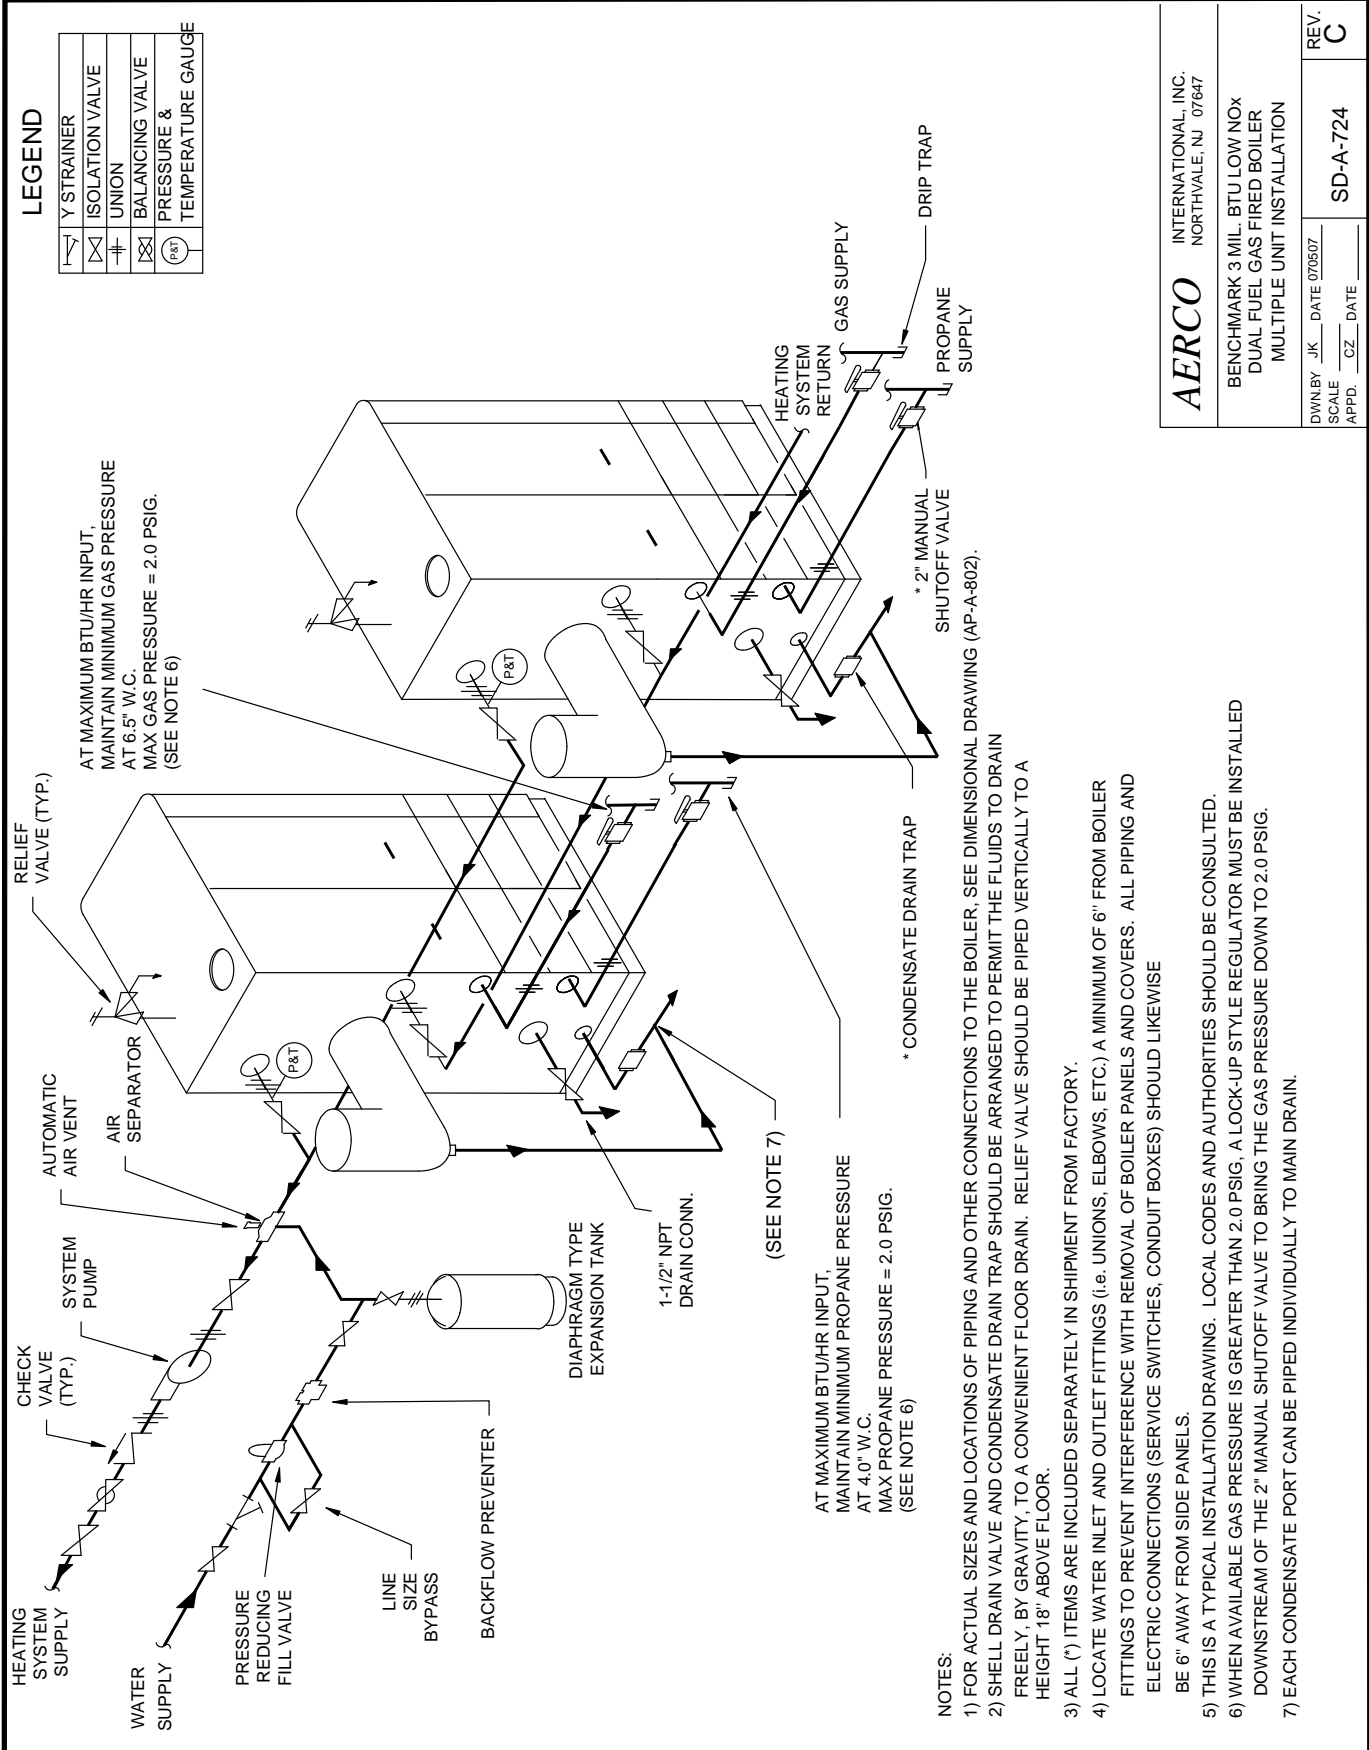 LEGEND
Y STRAINER
ISOLATION VALVE
UNION
BALANCING VALVE
P&T
PRESSURE &
TEMPERATURE GAUGE
HEATING
SYSTEM
SUPPLY
CHECK
VALVE
(TYP.)
SYSTEM
PUMP
AUTOMATIC
AIR VENT
AIR
SEPARATOR
RELIEF
VALVE (TYP.)
AT MAXIMUM BTU/HR INPUT,
MAINTAIN MINIMUM GAS PRESSURE
AT 6.5" W.C.
MAX GAS PRESSURE = 2.0 PSIG.
(SEE NOTE 6)
WATER
SUPPLY
PRESSURE
REDUCING
FILL VALVE
LINE
SIZE
BYPASS
BACKFLOW PREVENTER
DIAPHRAGM TYPE
EXPANSION TANK
1-1/2" NPT
DRAIN CONN.
(SEE NOTE 7)
P&T
P&T
HEATING
SYSTEM
RETURN
GAS SUPPLY
DRIP TRAP
PROPANE
SUPPLY
* 2" MANUAL
SHUTOFF VALVE
* CONDENSATE DRAIN TRAP
AT MAXIMUM BTU/HR INPUT,
MAINTAIN MINIMUM PROPANE PRESSURE
AT 4.0" W.C.
MAX PROPANE PRESSURE = 2.0 PSIG.
(SEE NOTE 6)
NOTES:
1) FOR ACTUAL SIZES AND LOCATIONS OF PIPING AND OTHER CONNECTIONS TO THE BOILER, SEE DIMENSIONAL DRAWING (AP-A-802).
2) SHELL DRAIN VALVE AND CONDENSATE DRAIN TRAP SHOULD BE ARRANGED TO PERMIT THE FLUIDS TO DRAIN
FREELY, BY GRAVITY, TO A CONVENIENT FLOOR DRAIN. RELIEF VALVE SHOULD BE PIPED VERTICALLY TO A
HEIGHT 18" ABOVE FLOOR.
3) ALL (*) ITEMS ARE INCLUDED SEPARATELY IN SHIPMENT FROM FACTORY.
4) LOCATE WATER INLET AND OUTLET FITTINGS (i.e. UNIONS, ELBOWS, ETC.) A MINIMUM OF 6" FROM BOILER
FITTINGS TO PREVENT INTERFERENCE WITH REMOVAL OF BOILER PANELS AND COVERS. ALL PIPING AND
ELECTRIC CONNECTIONS (SERVICE SWITCHES, CONDUIT BOXES) SHOULD LIKEWISE
BE 6" AWAY FROM SIDE PANELS.
5) THIS IS A TYPICAL INSTALLATION DRAWING. LOCAL CODES AND AUTHORITIES SHOULD BE CONSULTED.
6) WHEN AVAILABLE GAS PRESSURE IS GREATER THAN 2.0 PSIG, A LOCK-UP STYLE REGULATOR MUST BE INSTALLED
DOWNSTREAM OF THE 2" MANUAL SHUTOFF VALVE TO BRING THE GAS PRESSURE DOWN TO 2.0 PSIG.
7) EACH CONDENSATE PORT CAN BE PIPED INDIVIDUALLY TO MAIN DRAIN.
AERCO INTERNATIONAL, INC.
NORTHVALE, NJ 07647
BENCHMARK 3 MIL. BTU LOW NOx
DUAL FUEL GAS FIRED BOILER
MULTIPLE UNIT INSTALLATION
DWN.BY JK DATE 070507
SCALE
APPD. CZ DATE
SD-A-724
REV.
C